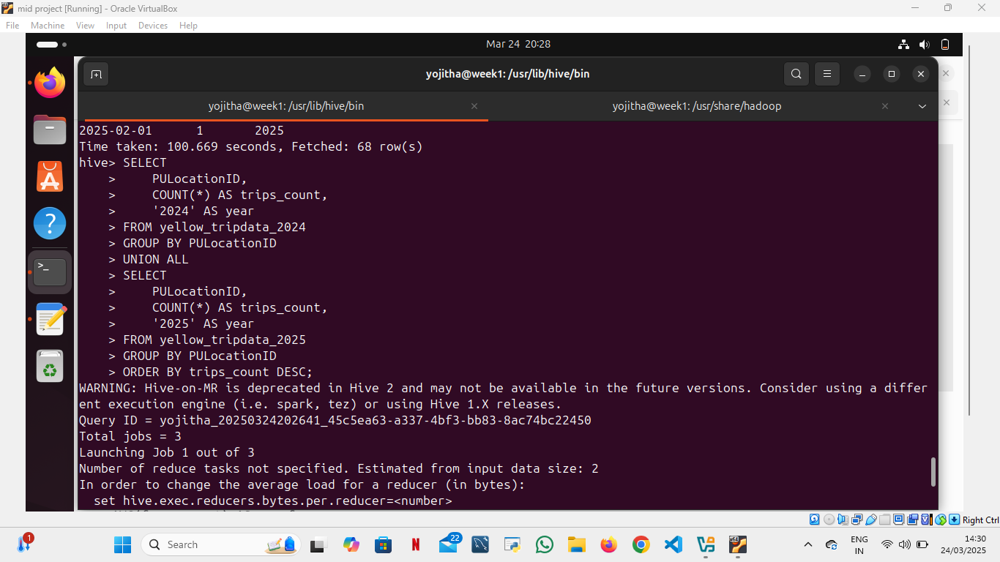 mid project [Running] - Oracle VirtualBox
File Machine View Input Devices Help
Mar 24 20:28
yojitha@week1: /usr/lib/hive/bin
yojitha@week1: /usr/lib/hive/bin
yojitha@week1: /usr/share/hadoop
2025-02-01 1 2025
Time taken: 100.669 seconds, Fetched: 68 row(s)
hive> SELECT
> PULocationID,
> COUNT(*) AS trips_count,
> '2024' AS year
> FROM yellow_tripdata_2024
> GROUP BY PULocationID
> UNION ALL
> SELECT
> PULocationID,
> COUNT(*) AS trips_count,
> '2025' AS year
> FROM yellow_tripdata_2025
> GROUP BY PULocationID
> ORDER BY trips_count DESC;
WARNING: Hive-on-MR is deprecated in Hive 2 and may not be available in the future versions. Consider using a differ
ent execution engine (i.e. spark, tez) or using Hive 1.X releases.
Query ID = yojitha_20250324202641_45c5ea63-a337-4bf3-bb83-8ac74bc22450
Total jobs = 3
Launching Job 1 out of 3
Number of reduce tasks not specified. Estimated from input data size: 2
In order to change the average load for a reducer (in bytes):
set hive.exec.reducers.bytes.per.reducer=<number>
Right Ctrl
1
Search
22
ENG
IN
14:30
24/03/2025